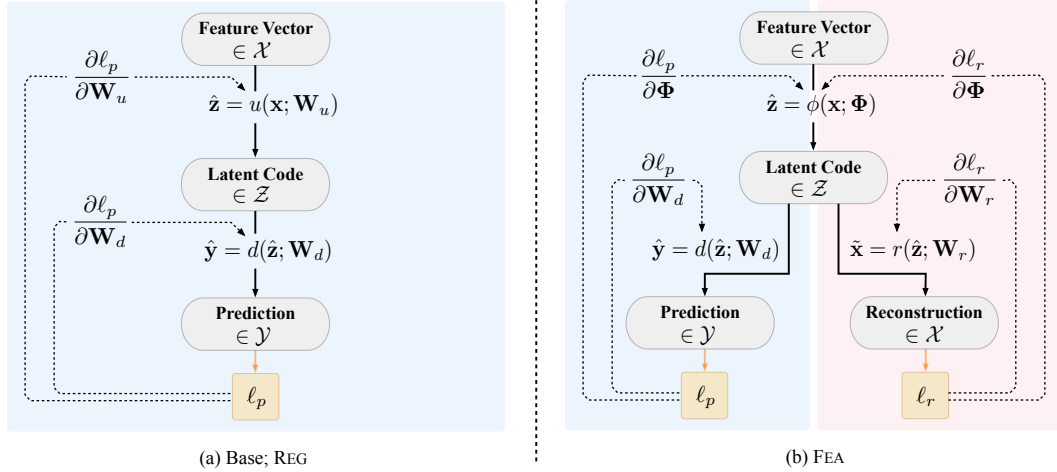 Feature Vector
∈ 𝒳
∂ℓ_p
∂𝐖_u
ẑ = u(x; 𝐖_u)
Latent Code
∈ 𝒵
∂ℓ_p
∂𝐖_d
ŷ = d(ẑ; 𝐖_d)
Prediction
∈ 𝒴
ℓ_p
(a) Base; REG
Feature Vector
∈ 𝒳
∂ℓ_p
∂𝚽
∂ℓ_r
∂𝚽
ẑ = ϕ(x; 𝚽)
Latent Code
∈ 𝒵
∂ℓ_p
∂𝐖_d
∂ℓ_r
∂𝐖_r
ŷ = d(ẑ; 𝐖_d)
x̃ = r(ẑ; 𝐖_r)
Prediction
∈ 𝒴
Reconstruction
∈ 𝒳
ℓ_p
ℓ_r
(b) FEA